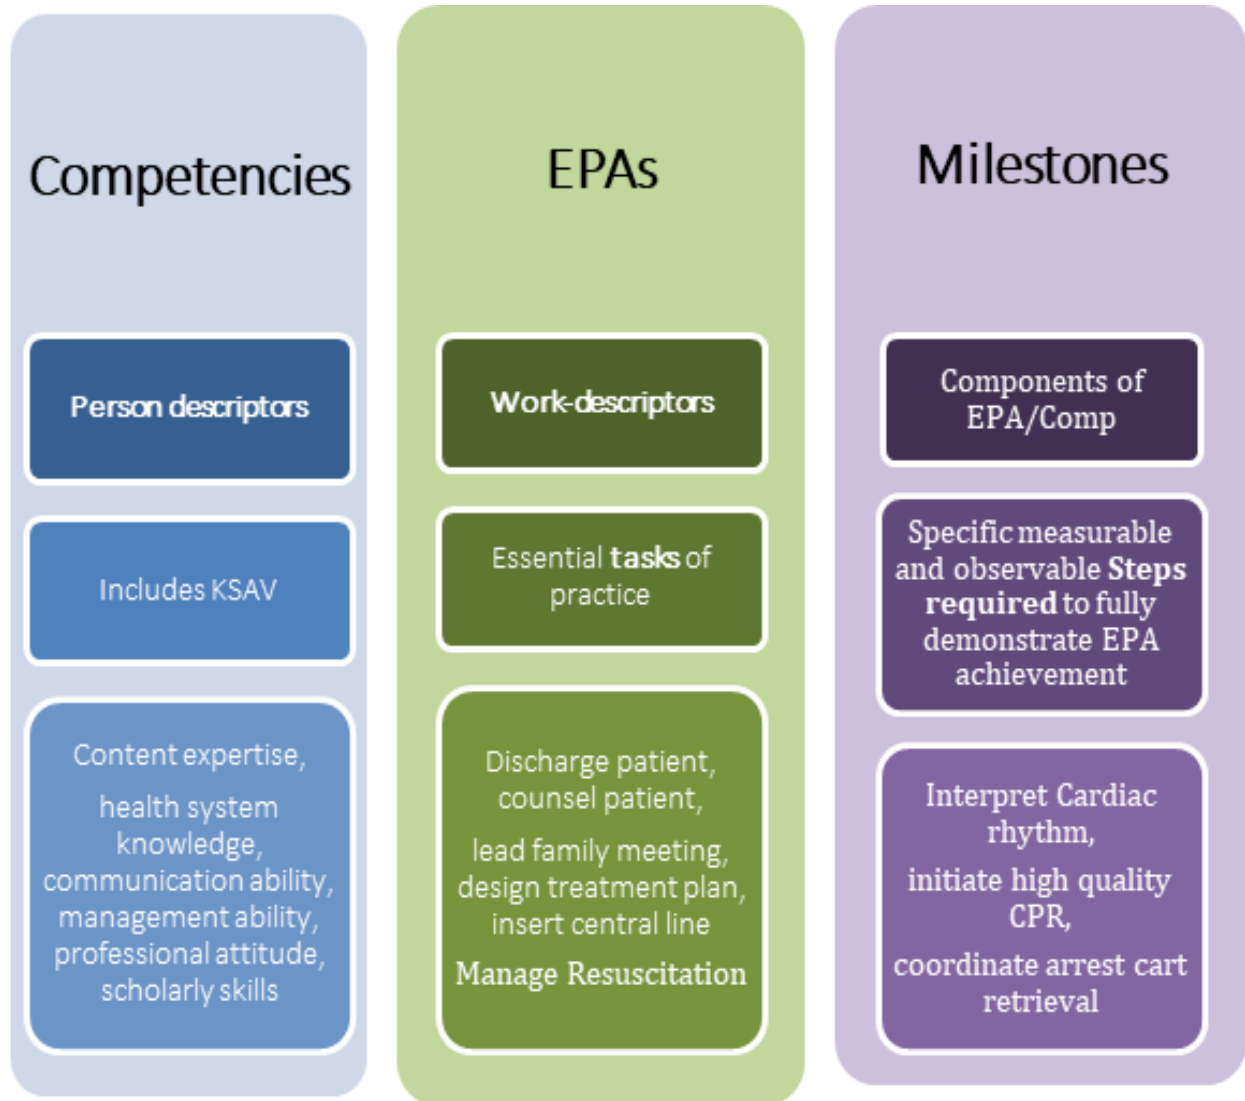 Competencies
Person descriptors
Includes KSAV
Content expertise,
health system
knowledge,
communication ability,
management ability,
professional attitude,
scholarly skills
EPAs
Work-descriptors
Essential tasks of
practice
Discharge patient,
counsel patient,
lead family meeting,
design treatment plan,
insert central line
Manage Resuscitation
Milestones
Components of
EPA/Comp
Specific measurable
and observable Steps
required to fully
demonstrate EPA
achievement
Interpret Cardiac
rhythm,
initiate high quality
CPR,
coordinate arrest cart
retrieval